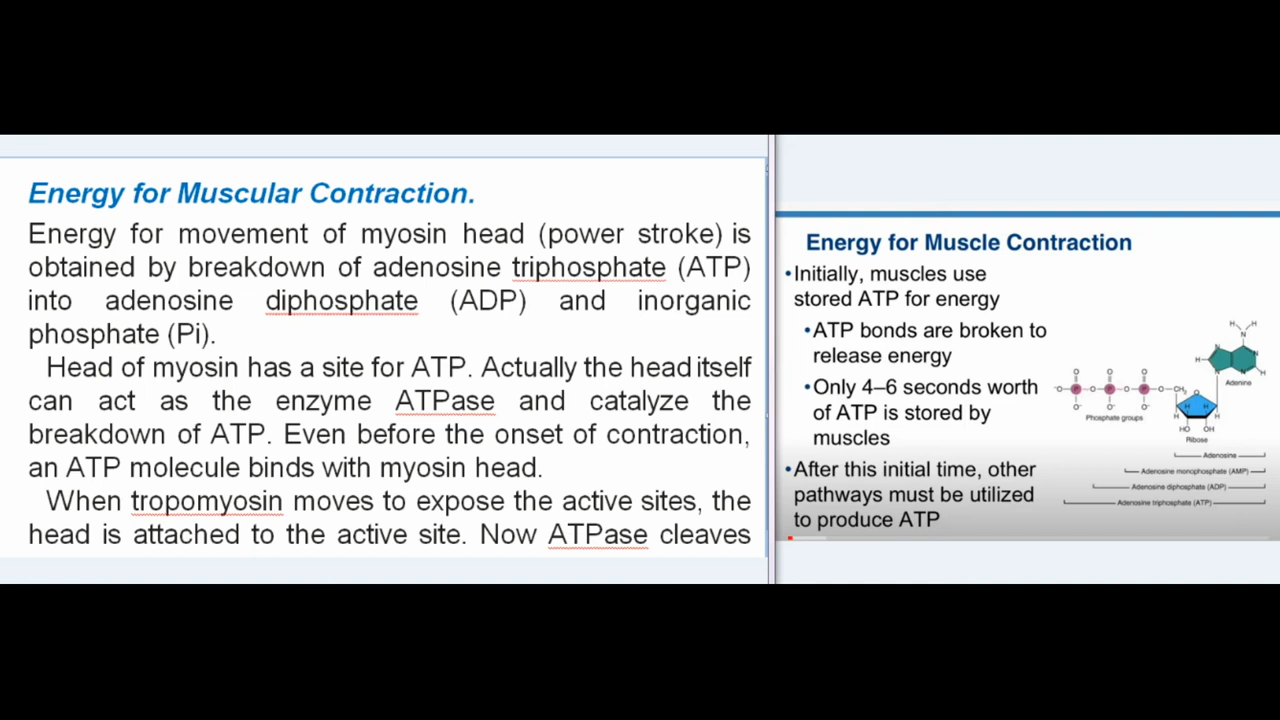 Energy for Muscular Contraction.
Energy for movement of myosin head (power stroke) is
obtained by breakdown of adenosine triphosphate (ATP)
into adenosine diphosphate (ADP) and inorganic
phosphate (Pi).
Head of myosin has a site for ATP. Actually the head itself
can act as the enzyme ATPase and catalyze the
breakdown of ATP. Even before the onset of contraction,
an ATP molecule binds with myosin head.
When tropomyosin moves to expose the active sites, the
head is attached to the active site. Now ATPase cleaves
Energy for Muscle Contraction
•Initially, muscles use
stored ATP for energy
•ATP bonds are broken to
release energy
•Only 4–6 seconds worth
of ATP is stored by
muscles
•After this initial time, other
pathways must be utilized
to produce ATP
H H
N
H
Adenine
O O O
⁻O P O P O P O CH₂
O⁻ O⁻ O⁻
Phosphate groups
O
H H
H H
HO OH
Ribose
Adenosine
Adenosine monophosphate (AMP)
Adenosine diphosphate (ADP)
Adenosine triphosphate (ATP)